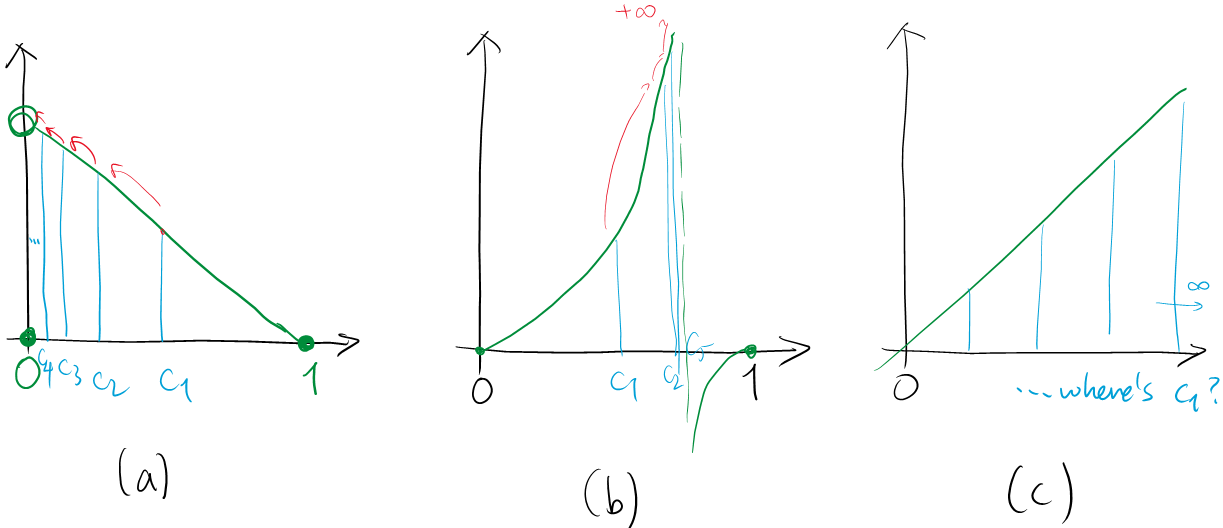 +∞
...
0 C4 C3 C2 C1 1
0 C1 C2 C5 1
∞
0
...where's C1?
(a)
(b)
(c)